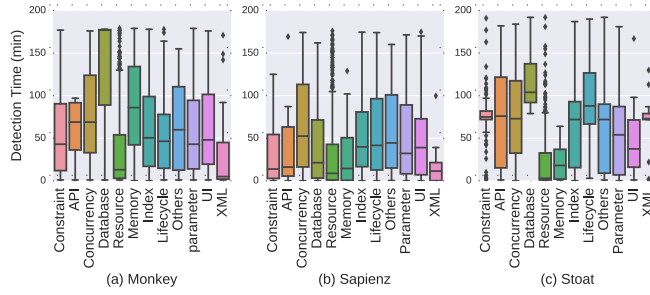 Detection Time (min)
200
150
100
50
0
Constraint
API
Concurrency
Database
Resource
Memory
Index
Lifecycle
Others
parameter
UI
XML
(a) Monkey
200
150
100
50
0
Constraint
API
Concurrency
Database
Resource
Memory
Index
Lifecycle
Others
Parameter
UI
XML
(b) Sapienz
200
150
100
50
0
Constraint
API
Concurrency
Database
Resource
Memory
Index
Lifecycle
Others
Parameter
UI
XML
(c) Stoat